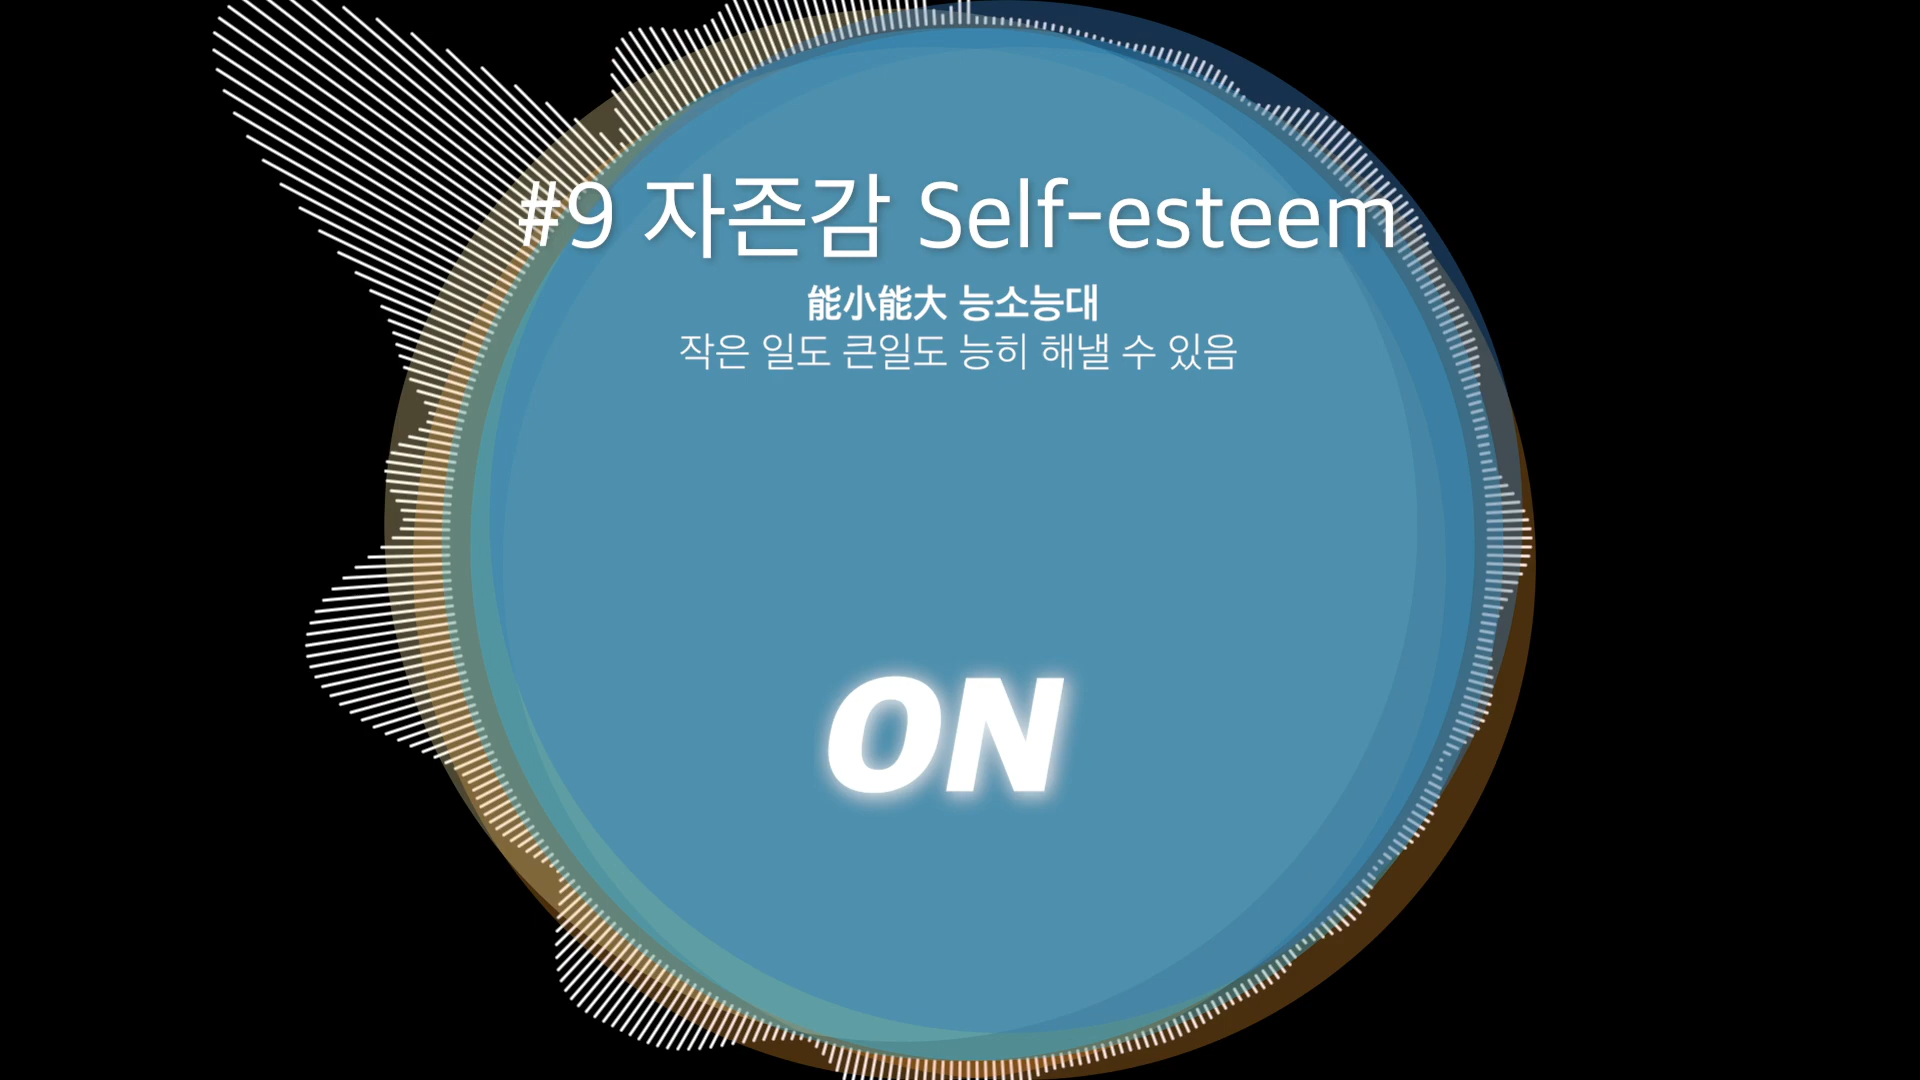 #9 자존감 Self-esteem
能小能大 능소능대
작은 일도 큰일도 능히 해낼 수 있음
ON